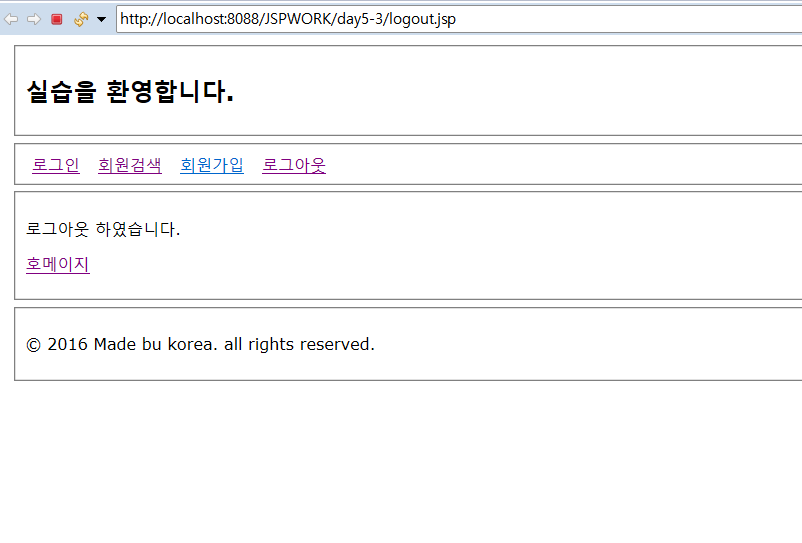 http://localhost:8088/JSPWORK/day5-3/logout.jsp
실습을 환영합니다.
로그인 회원검색 회원가입 로그아웃
로그아웃 하였습니다.
호메이지
© 2016 Made bu korea. all rights reserved.